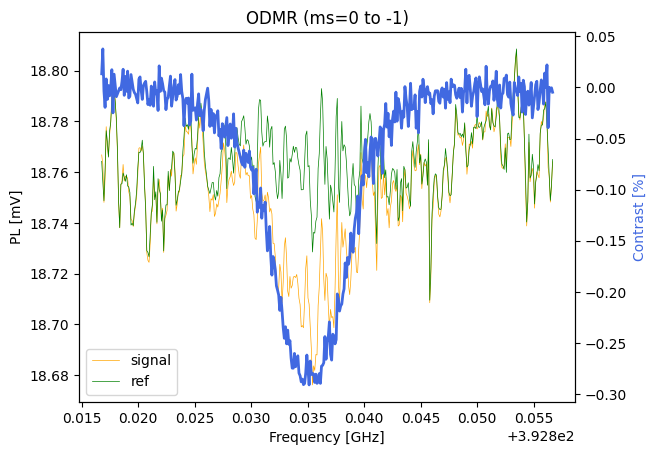 ODMR (ms=0 to -1)
PL [mV]
18.80
18.78
18.76
18.74
18.72
18.70
18.68
0.05
0.00
−0.05
−0.10
−0.15
−0.20
−0.25
−0.30
Contrast [%]
signal
ref
0.015 0.020 0.025 0.030 0.035 0.040 0.045 0.050 0.055
Frequency [GHz]
+3.928e2